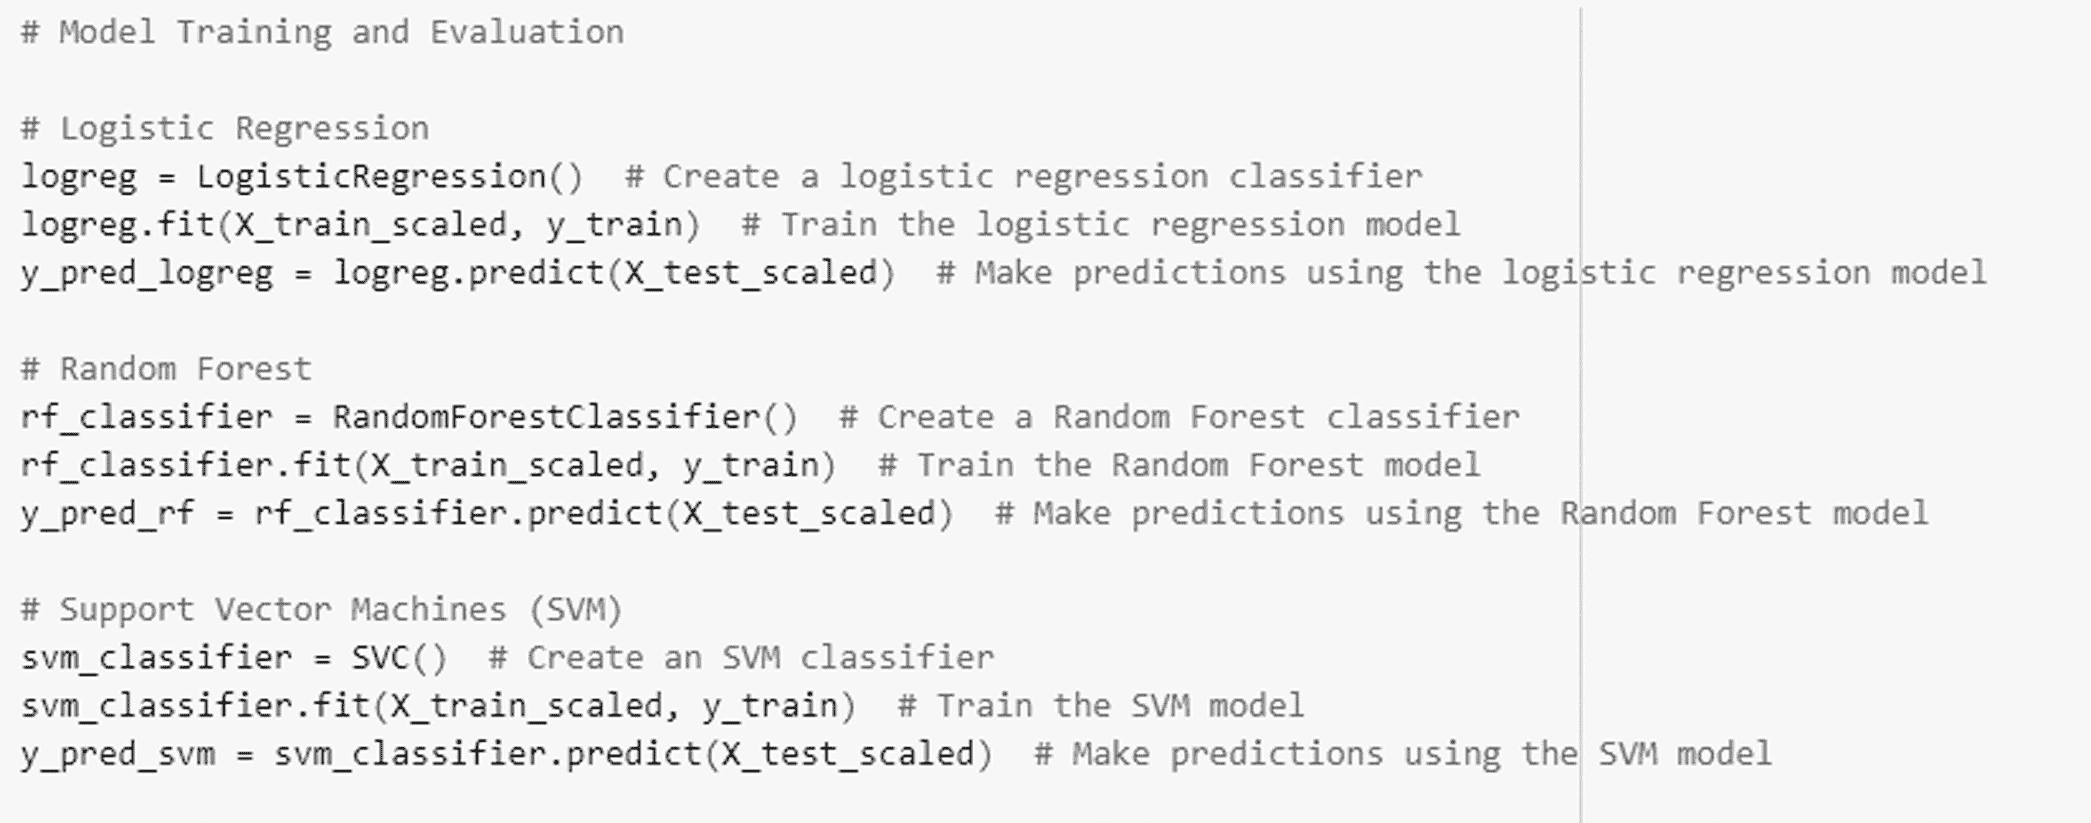 # Model Training and Evaluation
# Logistic Regression
logreg = LogisticRegression()  # Create a logistic regression classifier
logreg.fit(X_train_scaled, y_train)  # Train the logistic regression model
y_pred_logreg = logreg.predict(X_test_scaled)  # Make predictions using the logistic regression model
# Random Forest
rf_classifier = RandomForestClassifier()  # Create a Random Forest classifier
rf_classifier.fit(X_train_scaled, y_train)  # Train the Random Forest model
y_pred_rf = rf_classifier.predict(X_test_scaled)  # Make predictions using the Random Forest model
# Support Vector Machines (SVM)
svm_classifier = SVC()  # Create an SVM classifier
svm_classifier.fit(X_train_scaled, y_train)  # Train the SVM model
y_pred_svm = svm_classifier.predict(X_test_scaled)  # Make predictions using the SVM model